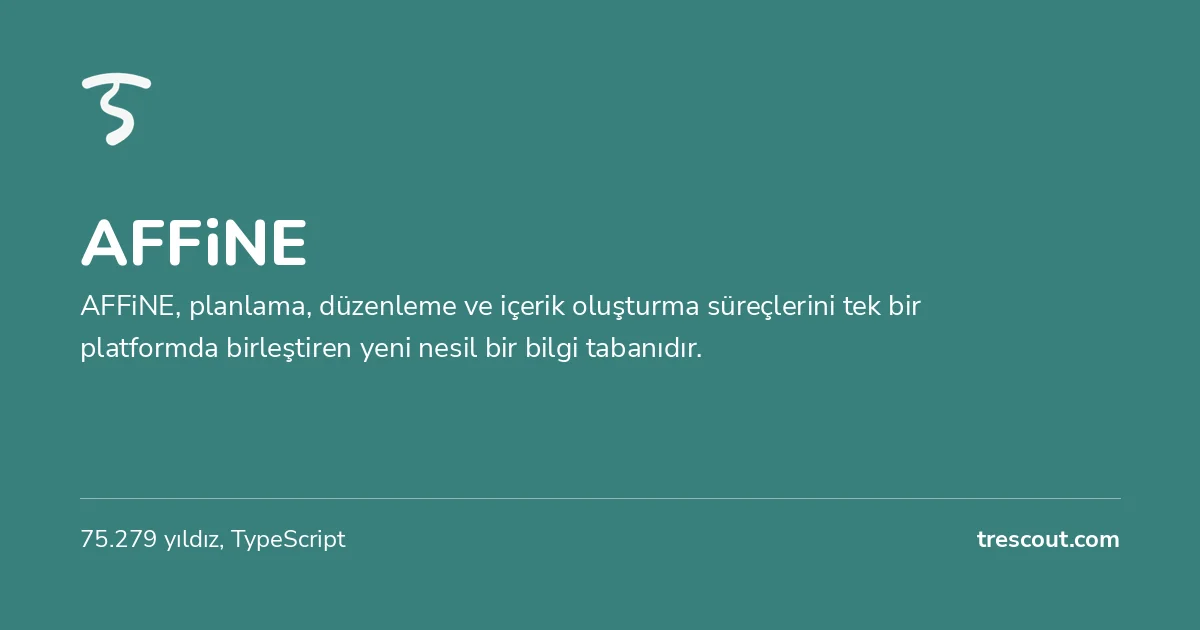 AFFiNE
AFFiNE, planlama, düzenleme ve içerik oluşturma süreçlerini tek bir
platformda birleştiren yeni nesil bir bilgi tabanıdır.
75.279 yıldız, TypeScript
trescout.com